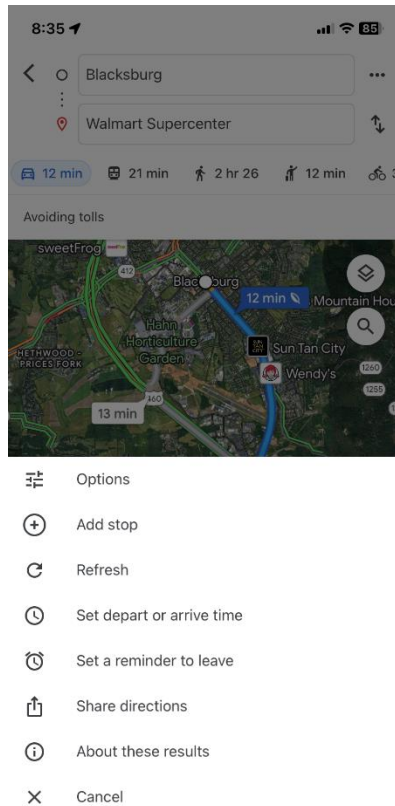 8:35
85
Blacksburg
Walmart Supercenter
12 min
21 min
2 hr 26
12 min
Avoiding tolls
sweetFrog
412
Blac burg
12 min
Mountain Hou
Hahn
Horticulture
Garden
Sun Tan City
HETHWOOD -
PRICES FORK
Wendy's
1260
1255
460
13 min
Options
Add stop
Refresh
Set depart or arrive time
Set a reminder to leave
Share directions
About these results
Cancel